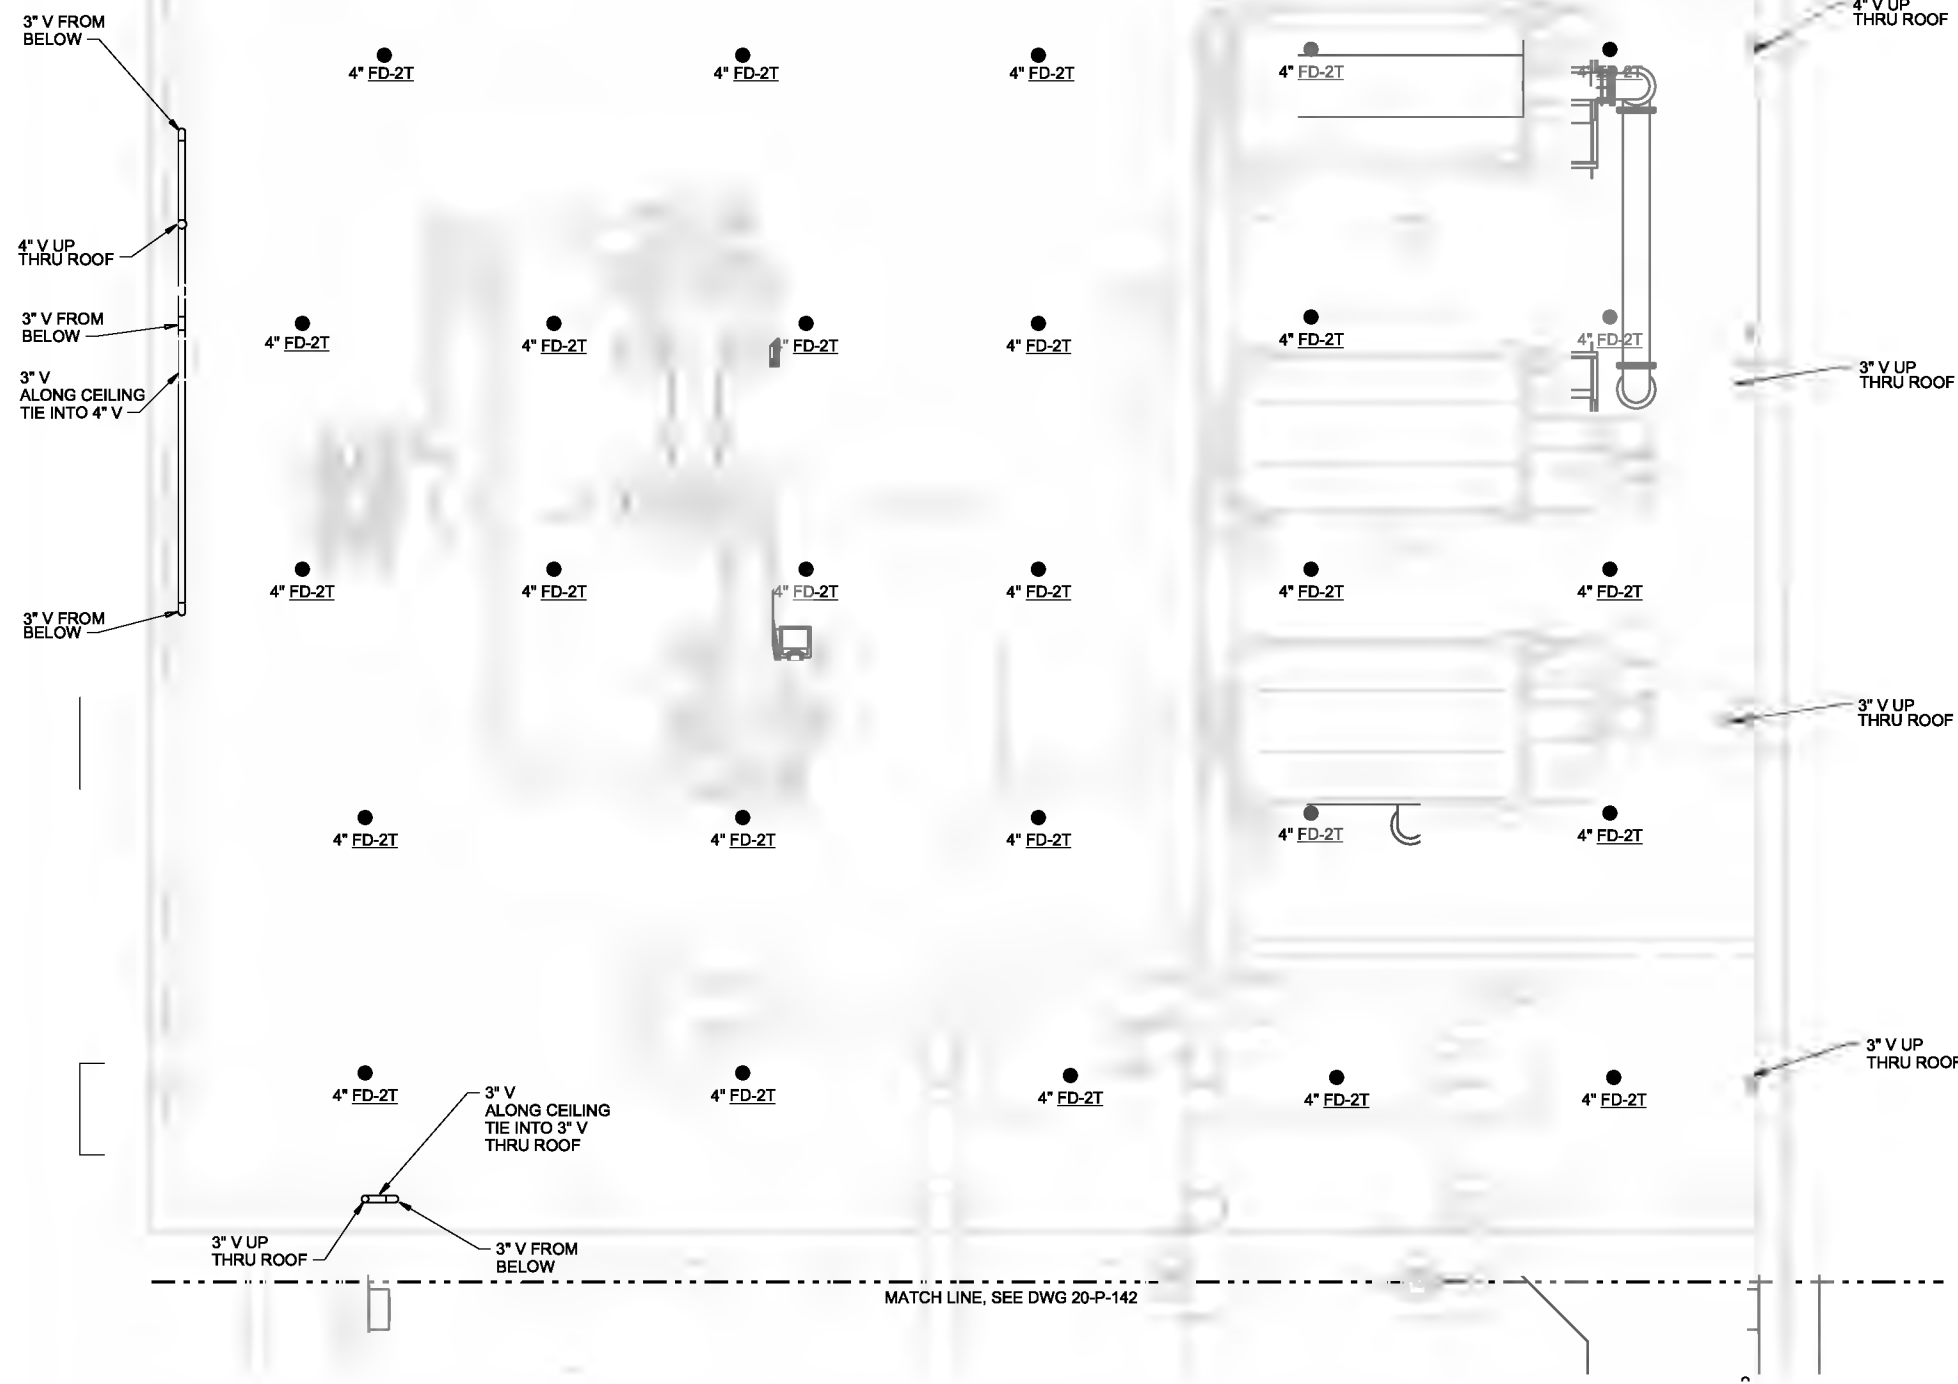 3" V FROM
BELOW
4" V UP
THRU ROOF
4" FD-2T
4" FD-2T
4" FD-2T
4" FD-2T
4" FD-2T
4" V UP
THRU ROOF
3" V FROM
BELOW
4" FD-2T
4" FD-2T
4" FD-2T
4" FD-2T
4" FD-2T
4" FD-2T
3" V
ALONG CEILING
TIE INTO 4" V
3" V UP
THRU ROOF
4" FD-2T
4" FD-2T
4" FD-2T
4" FD-2T
4" FD-2T
4" FD-2T
3" V FROM
BELOW
3" V UP
THRU ROOF
4" FD-2T
4" FD-2T
4" FD-2T
4" FD-2T
4" FD-2T
3" V UP
THRU ROOF
4" FD-2T
4" FD-2T
4" FD-2T
4" FD-2T
4" FD-2T
3" V
ALONG CEILING
TIE INTO 3" V
THRU ROOF
3" V UP
THRU ROOF
3" V FROM
BELOW
MATCH LINE, SEE DWG 20-P-142